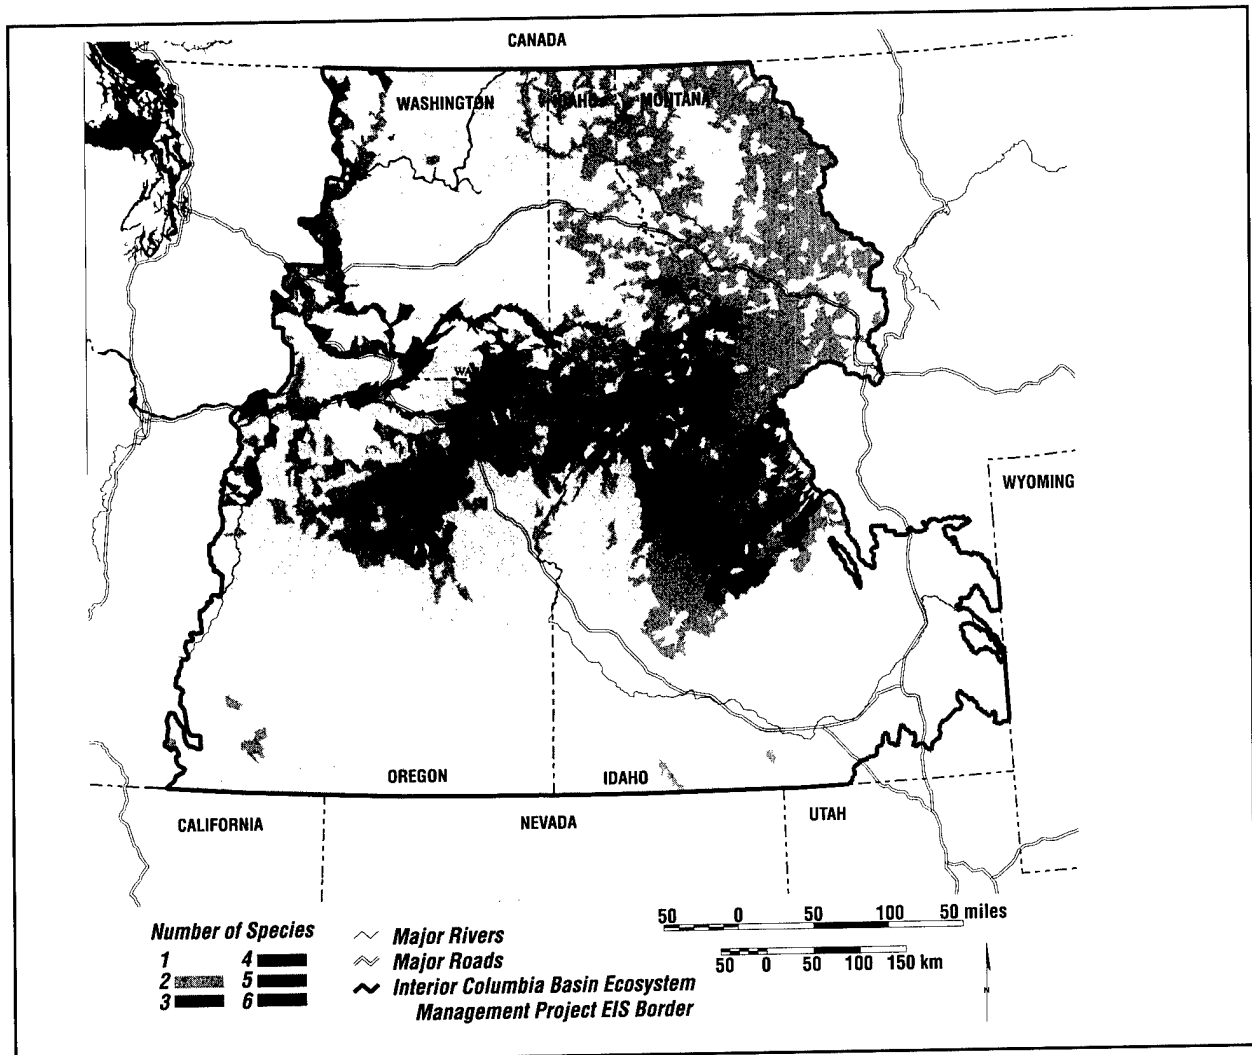 CANADA
WASHINGTON
IDAHO
MONTANA
WA
WYOMING
OREGON
IDAHO
CALIFORNIA
NEVADA
UTAH
Number of Species
1 4
2 5
3 6
Major Rivers
Major Roads
Interior Columbia Basin Ecosystem
Management Project EIS Border
50 0 50 100 50 miles
50 0 50 100 150 km
N